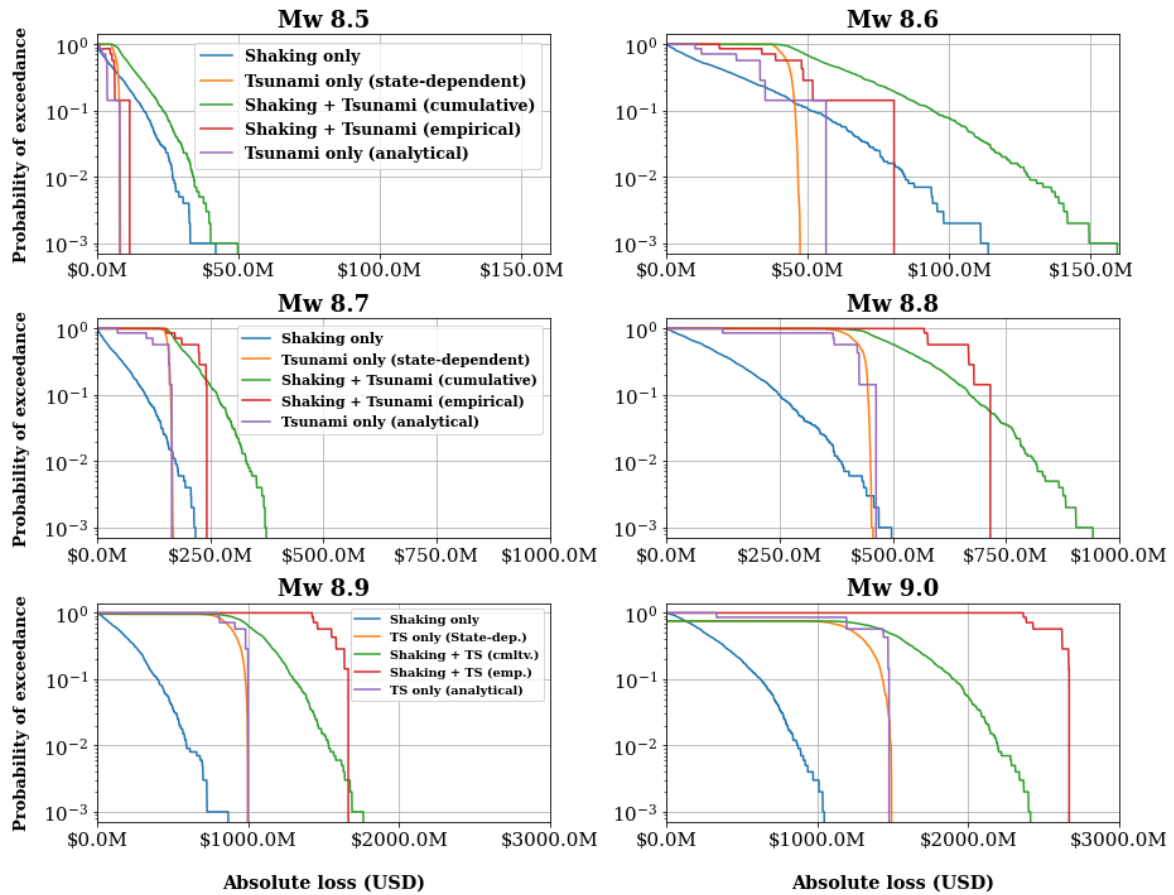 Mw 8.5
Probability of exceedance
10⁰
10⁻¹
10⁻²
10⁻³
Shaking only
Tsunami only (state-dependent)
Shaking + Tsunami (cumulative)
Shaking + Tsunami (empirical)
Tsunami only (analytical)
$0.0M $50.0M $100.0M $150.0M
Mw 8.6
10⁰
10⁻¹
10⁻²
10⁻³
$0.0M $50.0M $100.0M $150.0M
Mw 8.7
Probability of exceedance
10⁰
10⁻¹
10⁻²
10⁻³
Shaking only
Tsunami only (state-dependent)
Shaking + Tsunami (cumulative)
Shaking + Tsunami (empirical)
Tsunami only (analytical)
$0.0M $250.0M $500.0M $750.0M $1000.0M
Mw 8.8
10⁰
10⁻¹
10⁻²
10⁻³
$0.0M $250.0M $500.0M $750.0M $1000.0M
Mw 8.9
Probability of exceedance
10⁰
10⁻¹
10⁻²
10⁻³
Shaking only
TS only (State-dep.)
Shaking + TS (cmltv.)
Shaking + TS (emp.)
TS only (analytical)
$0.0M $1000.0M $2000.0M $3000.0M
Absolute loss (USD)
Mw 9.0
10⁰
10⁻¹
10⁻²
10⁻³
$0.0M $1000.0M $2000.0M $3000.0M
Absolute loss (USD)